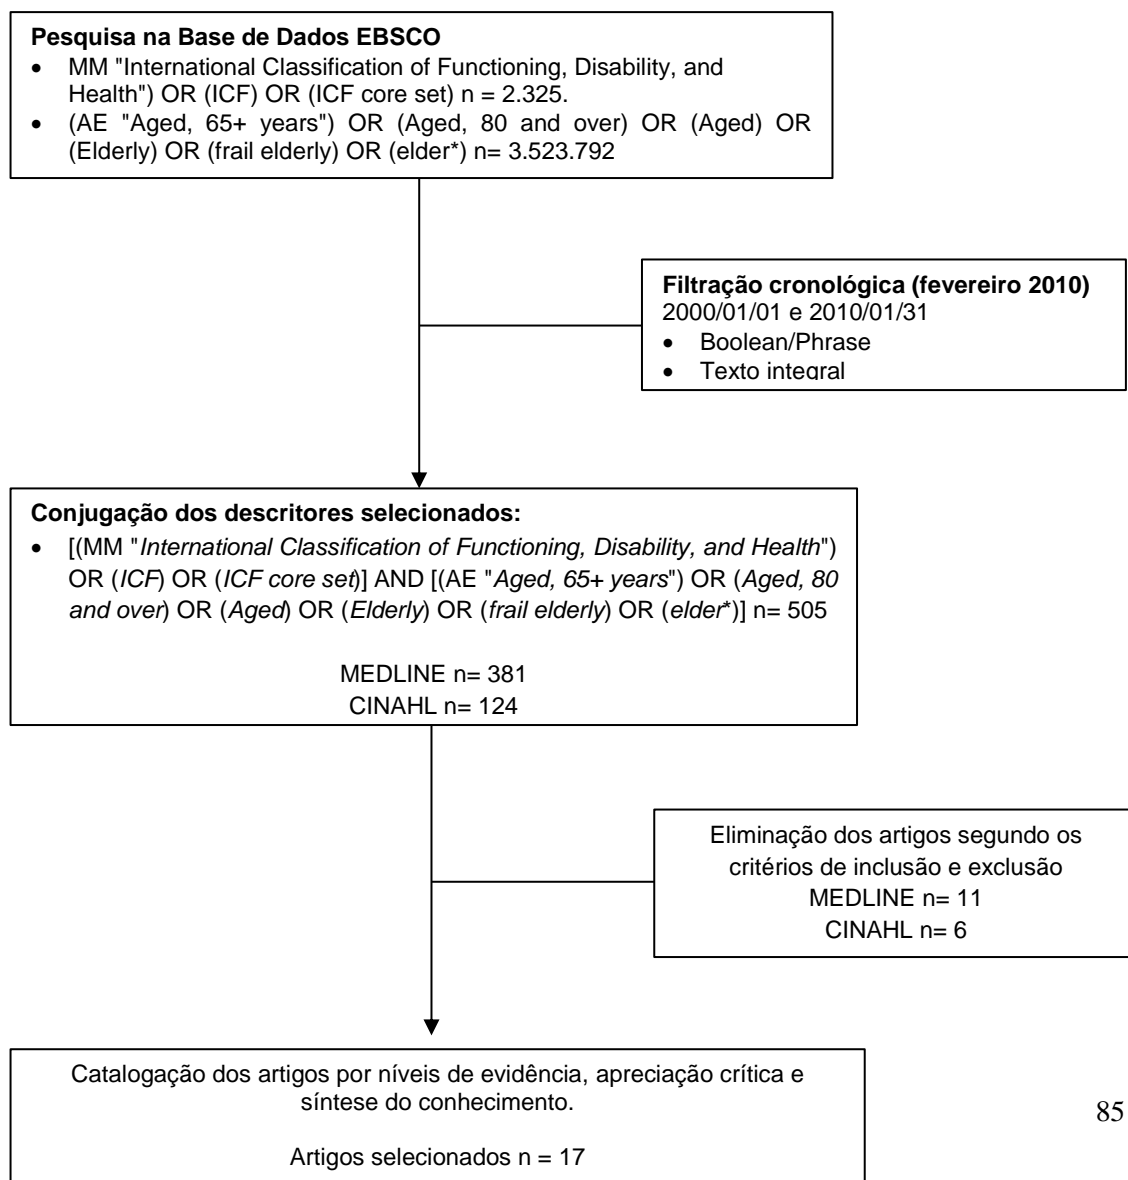 Pesquisa na Base de Dados EBSCO
• MM "International Classification of Functioning, Disability, and
Health") OR (ICF) OR (ICF core set) n = 2.325.
• (AE "Aged, 65+ years") OR (Aged, 80 and over) OR (Aged) OR
(Elderly) OR (frail elderly) OR (elder*) n= 3.523.792
Filtração cronológica (fevereiro 2010)
2000/01/01 e 2010/01/31
• Boolean/Phrase
• Texto integral
Conjugação dos descritores selecionados:
• [(MM "International Classification of Functioning, Disability, and Health")
OR (ICF) OR (ICF core set)] AND [(AE "Aged, 65+ years") OR (Aged, 80
and over) OR (Aged) OR (Elderly) OR (frail elderly) OR (elder*)] n= 505
MEDLINE n= 381
CINAHL n= 124
Eliminação dos artigos segundo os
critérios de inclusão e exclusão
MEDLINE n= 11
CINAHL n= 6
Catalogação dos artigos por níveis de evidência, apreciação crítica e
síntese do conhecimento.
Artigos selecionados n = 17
85